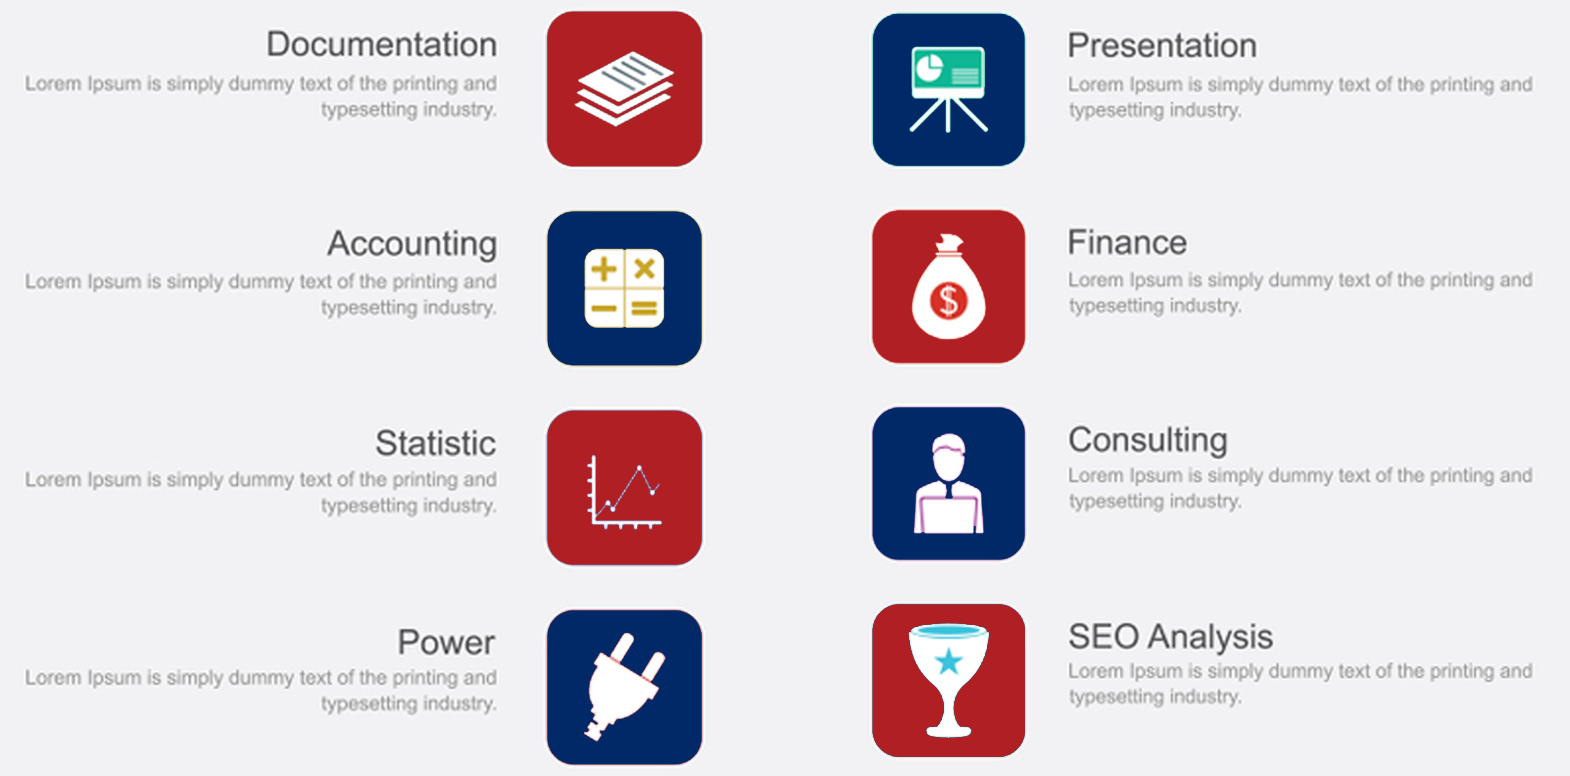 Documentation
Lorem Ipsum is simply dummy text of the printing and
typesetting industry.
Accounting
Lorem Ipsum is simply dummy text of the printing and
typesetting industry.
Statistic
Lorem Ipsum is simply dummy text of the printing and
typesetting industry.
Power
Lorem Ipsum is simply dummy text of the printing and
typesetting industry.
Presentation
Lorem Ipsum is simply dummy text of the printing and
typesetting industry.
$
Finance
Lorem Ipsum is simply dummy text of the printing and
typesetting industry.
Consulting
Lorem Ipsum is simply dummy text of the printing and
typesetting industry.
SEO Analysis
Lorem Ipsum is simply dummy text of the printing and
typesetting industry.